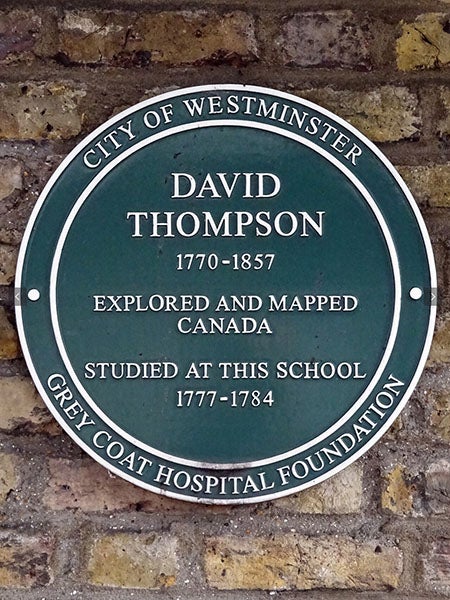 CITY OF WESTMINSTER
DAVID
THOMPSON
1770-1857
EXPLORED AND MAPPED
CANADA
STUDIED AT THIS SCHOOL
1777-1784
GREY COAT HOSPITAL FOUNDATION